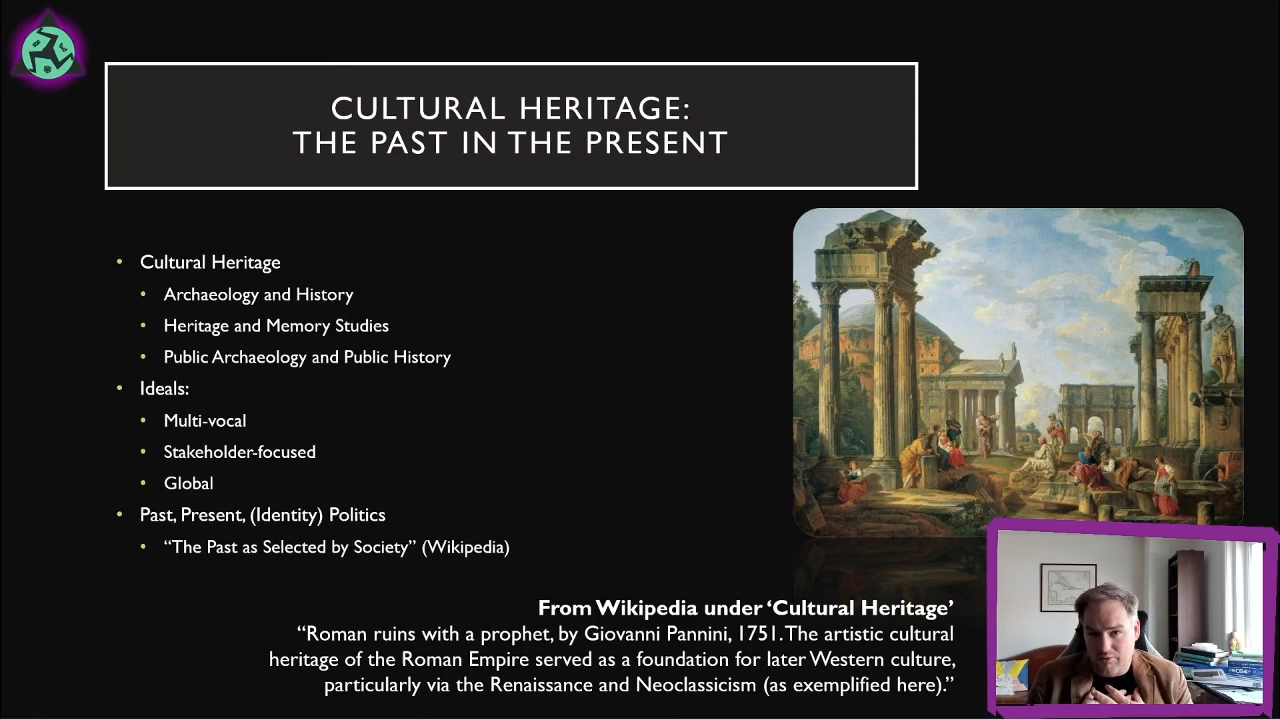 CULTURAL HERITAGE:
THE PAST IN THE PRESENT
Cultural Heritage
Archaeology and History
Heritage and Memory Studies
Public Archaeology and Public History
Ideals:
Multi-vocal
Stakeholder-focused
Global
Past, Present, (Identity) Politics
“The Past as Selected by Society” (Wikipedia)
From Wikipedia under ‘Cultural Heritage’
“Roman ruins with a prophet, by Giovanni Pannini, 1751. The artistic cultural
heritage of the Roman Empire served as a foundation for later Western culture,
particularly via the Renaissance and Neoclassicism (as exemplified here).”